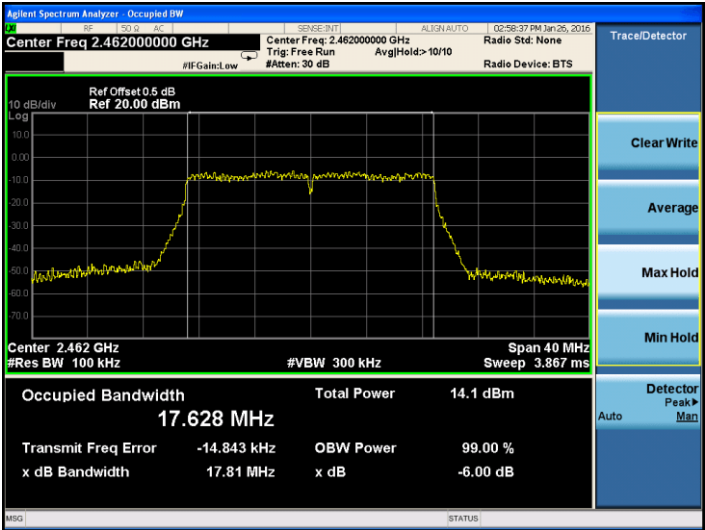 Agilent Spectrum Analyzer - Occupied BW
RF 50 Ω AC SENSE:INT ALIGN AUTO 02:58:37 PM Jan 26, 2016
Center Freq 2.462000000 GHz
Center Freq: 2.462000000 GHz Radio Std: None
Trig: Free Run Avg|Hold:> 10/10
#IFGain:Low #Atten: 30 dB Radio Device: BTS
Ref Offset 0.5 dB
10 dB/div Ref 20.00 dBm
Log
10.0
0.00
-10.0
-20.0
-30.0
-40.0
-50.0
-60.0
-70.0
Center 2.462 GHz Span 40 MHz
#Res BW 100 kHz #VBW 300 kHz Sweep 3.867 ms
Occupied Bandwidth Total Power 14.1 dBm
17.628 MHz
Transmit Freq Error -14.843 kHz OBW Power 99.00 %
x dB Bandwidth 17.81 MHz x dB -6.00 dB
MSG STATUS
Trace/Detector
Clear Write
Average
Max Hold
Min Hold
Detector
Peak▶
Auto Man